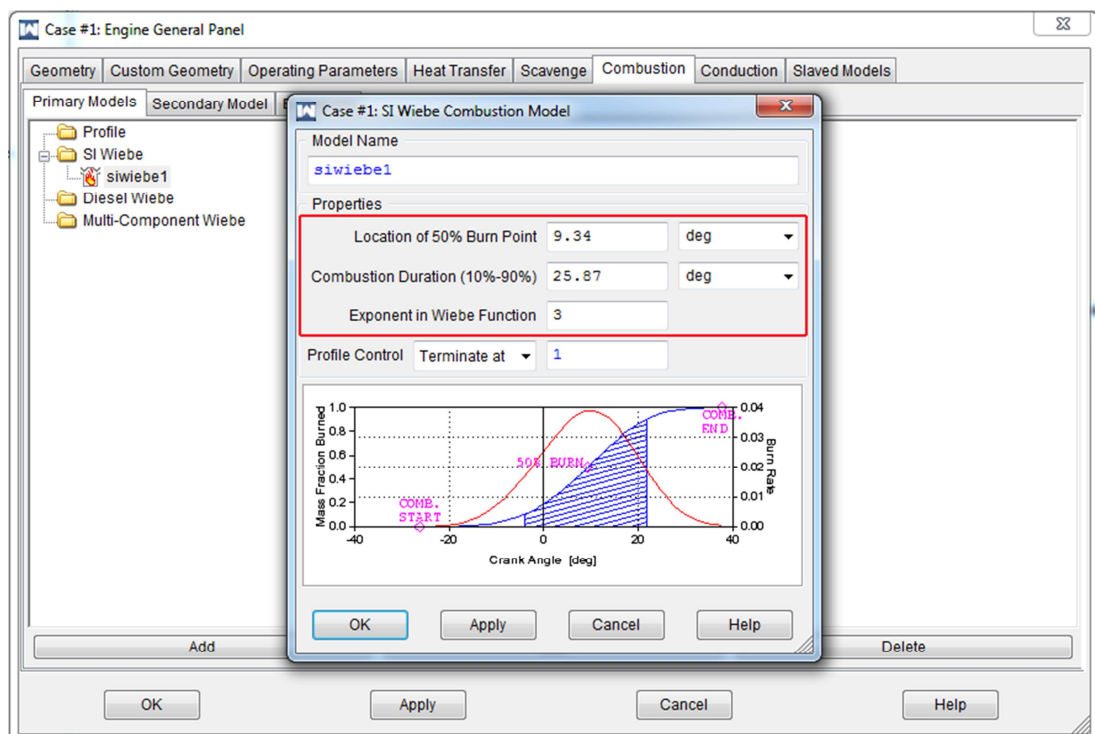 Case #1: Engine General Panel
Geometry Custom Geometry Operating Parameters Heat Transfer Scavenge Combustion Conduction Slaved Models
Primary Models Secondary Model
Profile
SI Wiebe
siwiebe1
Diesel Wiebe
Multi-Component Wiebe
Case #1: SI Wiebe Combustion Model
Model Name
siwiebe1
Properties
Location of 50% Burn Point 9.34 deg
Combustion Duration (10%-90%) 25.87 deg
Exponent in Wiebe Function 3
Profile Control Terminate at 1
Mass Fraction Burned
1.0
0.8
0.6
0.4
0.2
0.0
COMB.
START
50% BURN
COMB.
END
0.04
0.03
0.02
0.01
0.00
Burn Rate
-40 -20 0 20 40
Crank Angle [deg]
OK Apply Cancel Help
Add Delete
OK Apply Cancel Help